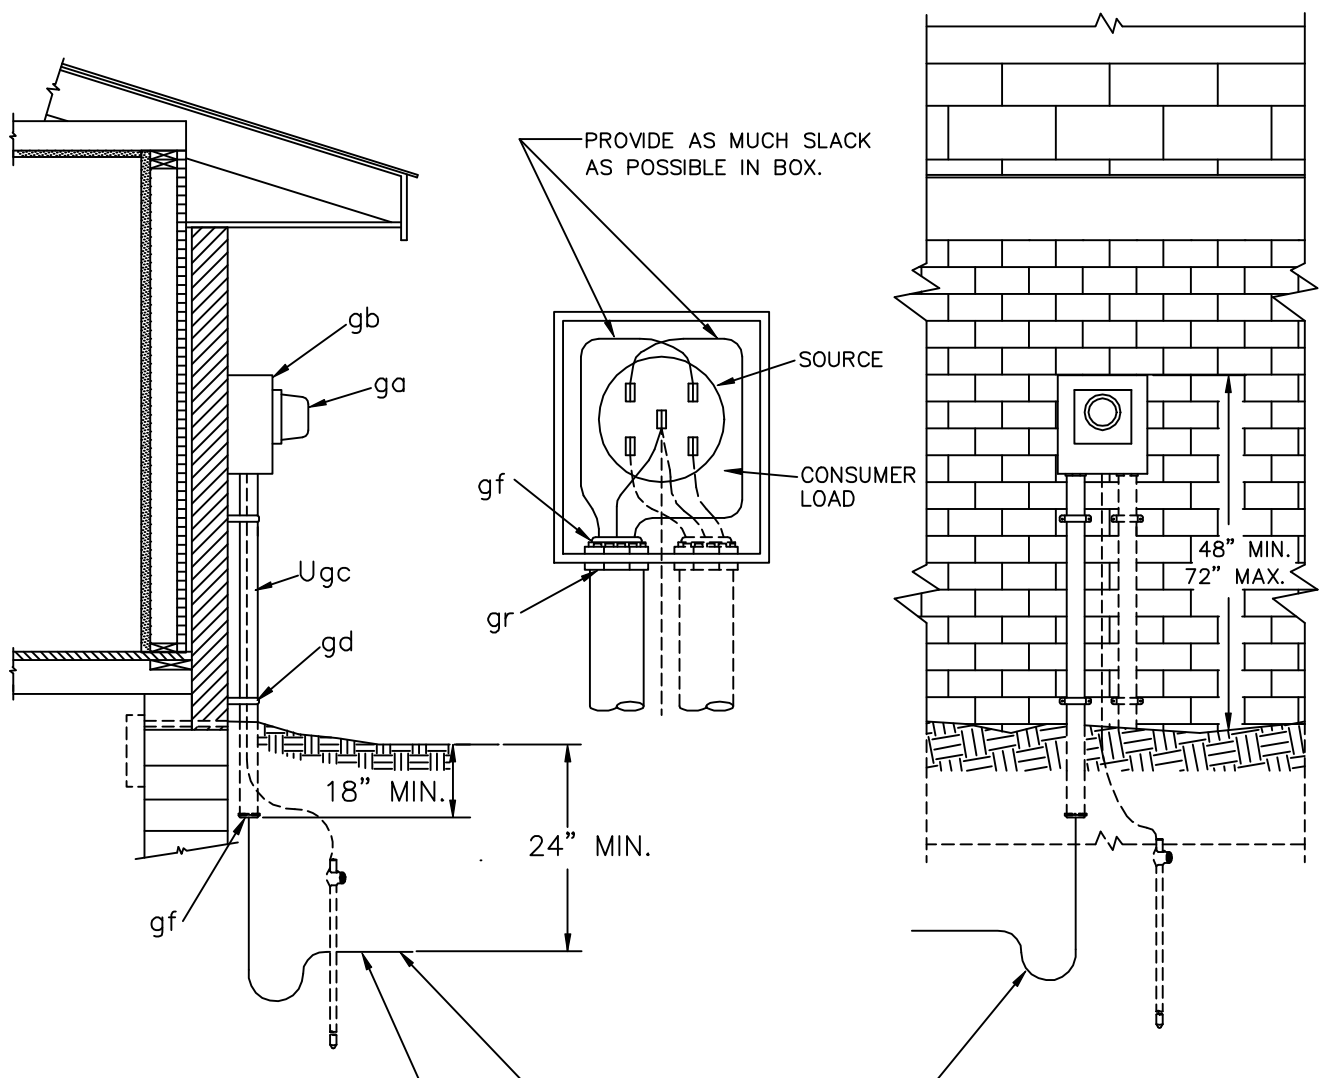 PROVIDE AS MUCH SLACK
AS POSSIBLE IN BOX.
gb
ga
SOURCE
gf
CONSUMER
LOAD
48" MIN.
72" MAX.
Ugc
gr
gd
18" MIN.
24" MIN.
gf